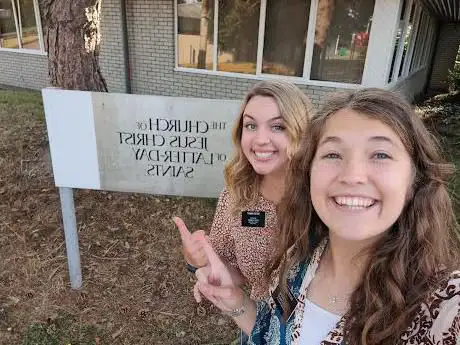 THE CHURCH OF
JESUS CHRIST
OF LATTER-DAY
SAINTS